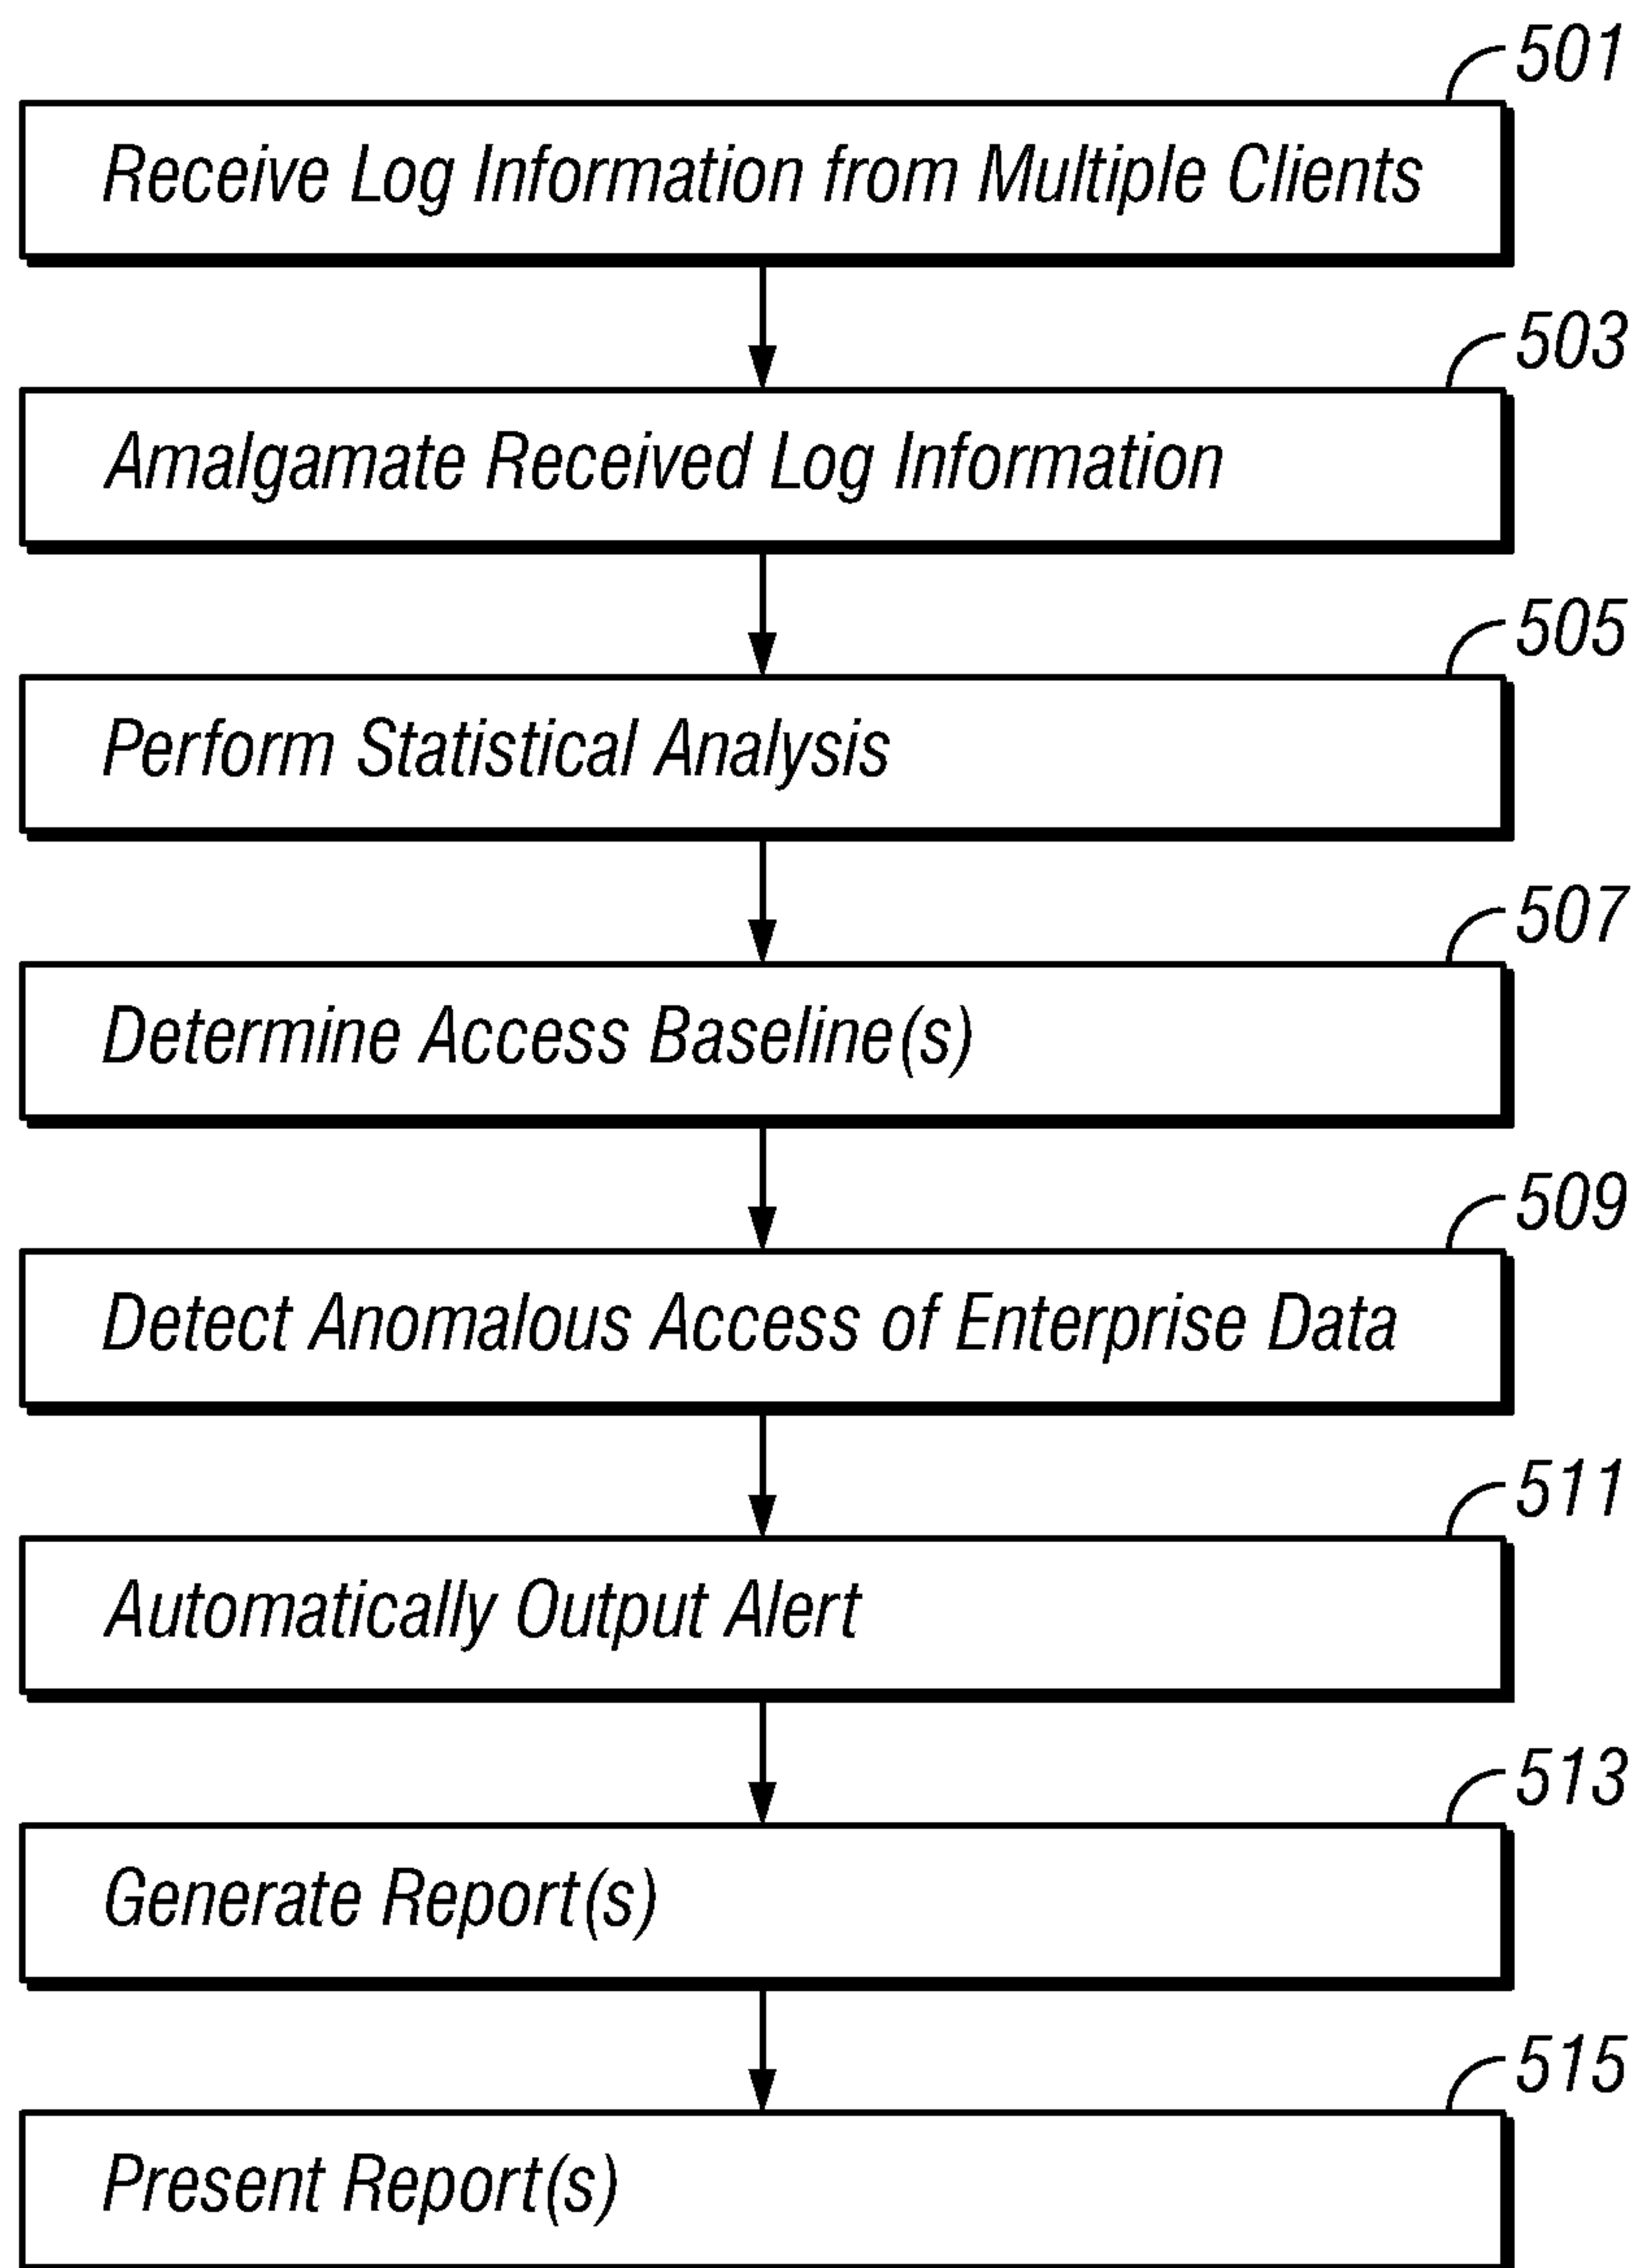 501
Receive Log Information from Multiple Clients
503
Amalgamate Received Log Information
505
Perform Statistical Analysis
507
Determine Access Baseline(s)
509
Detect Anomalous Access of Enterprise Data
511
Automatically Output Alert
513
Generate Report(s)
515
Present Report(s)